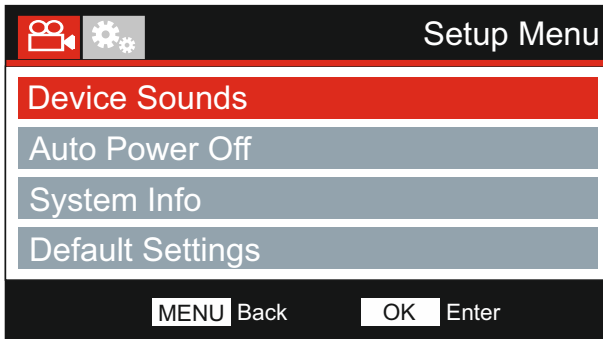 Setup Menu
Device Sounds
Auto Power Off
System Info
Default Settings
MENU Back OK Enter